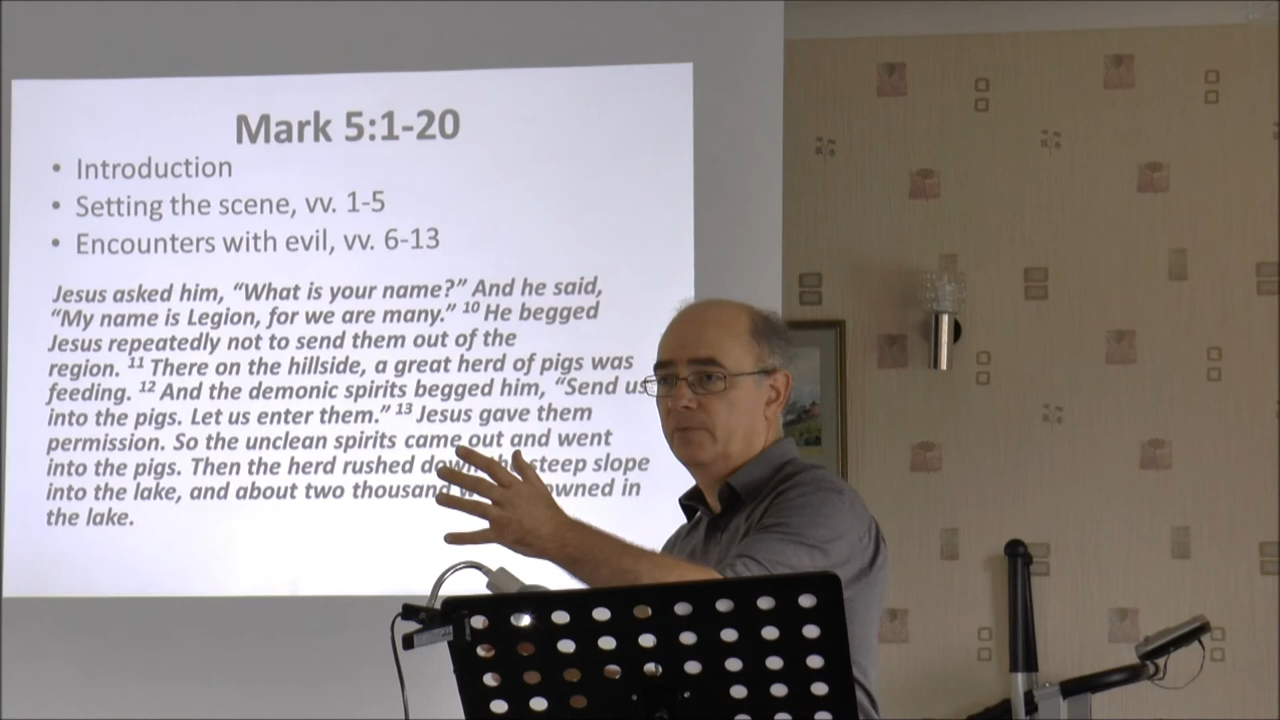 Mark 5:1-20
• Introduction
• Setting the scene, vv. 1-5
• Encounters with evil, vv. 6-13
Jesus asked him, “What is your name?” And he said,
“My name is Legion, for we are many.” 10 He begged
Jesus repeatedly not to send them out of the
region. 11 There on the hillside, a great herd of pigs was
feeding. 12 And the demonic spirits begged him, “Send us
into the pigs. Let us enter them.” 13 Jesus gave them
permission. So the unclean spirits came out and went
into the pigs. Then the herd rushed down the steep slope
into the lake, and about two thousand in
the lake.